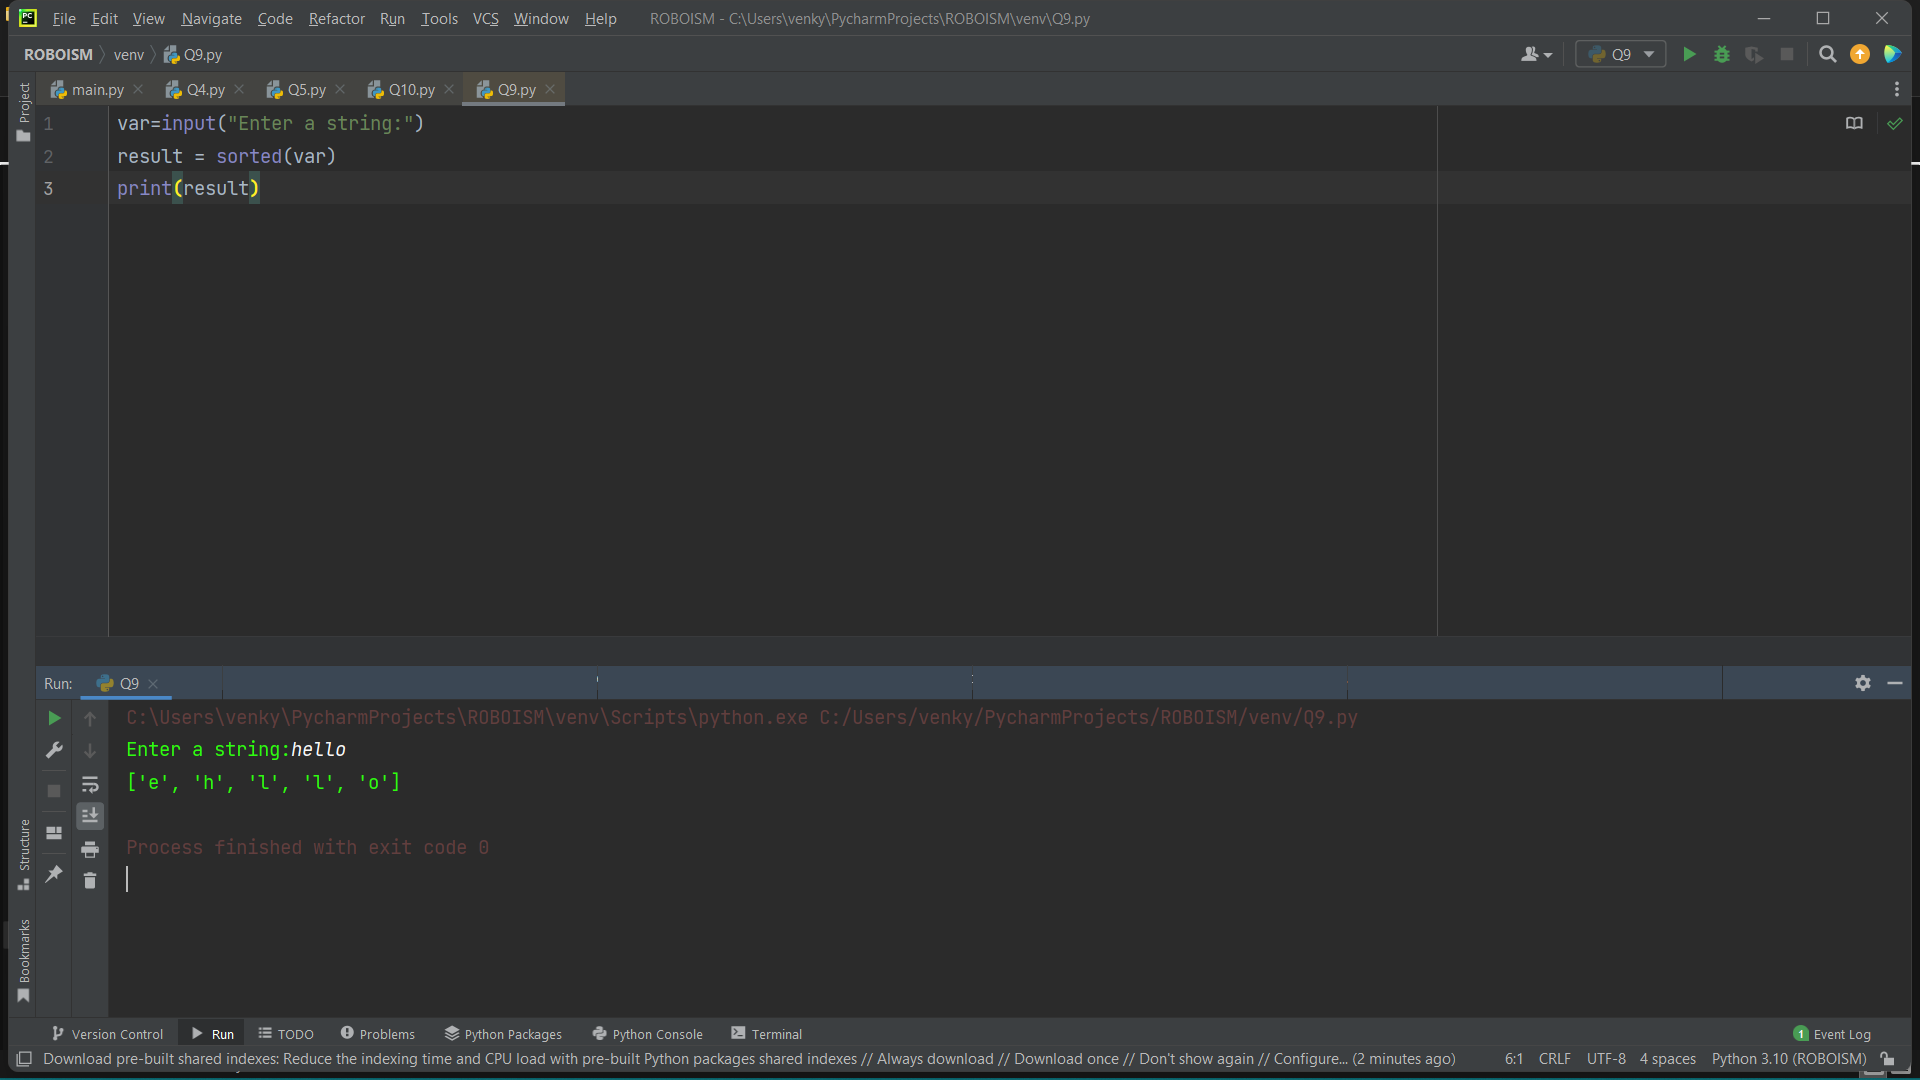 File Edit View Navigate Code Refactor Run Tools VCS Window Help ROBOISM - C:\Users\venky\PycharmProjects\ROBOISM\venv\Q9.py
ROBOISM venv Q9.py Q9
main.py Q4.py Q5.py Q10.py Q9.py
Project
1 var=input("Enter a string:")
2 result = sorted(var)
3 print(result)
Run: Q9
C:\Users\venky\PycharmProjects\ROBOISM\venv\Scripts\python.exe C:/Users/venky/PycharmProjects/ROBOISM/venv/Q9.py
Enter a string:hello
['e', 'h', 'l', 'l', 'o']
Process finished with exit code 0
Structure
Bookmarks
Version Control Run TODO Problems Python Packages Python Console Terminal 1 Event Log
Download pre-built shared indexes: Reduce the indexing time and CPU load with pre-built Python packages shared indexes // Always download // Download once // Don't show again // Configure... (2 minutes ago) 6:1 CRLF UTF-8 4 spaces Python 3.10 (ROBOISM)